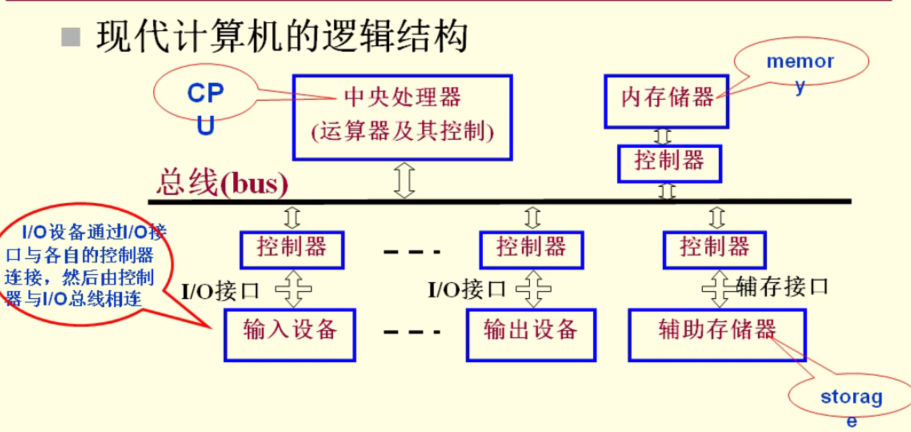 现代计算机的逻辑结构
CP
U
中央处理器
(运算器及其控制)
内存储器
memor
y
控制器
总线(bus)
I/O设备通过I/O接
口与各自的控制器
连接，然后由控制
器与I/O总线相连
控制器
控制器
控制器
I/O接口
I/O接口
辅存接口
输入设备
输出设备
辅助存储器
storag
e